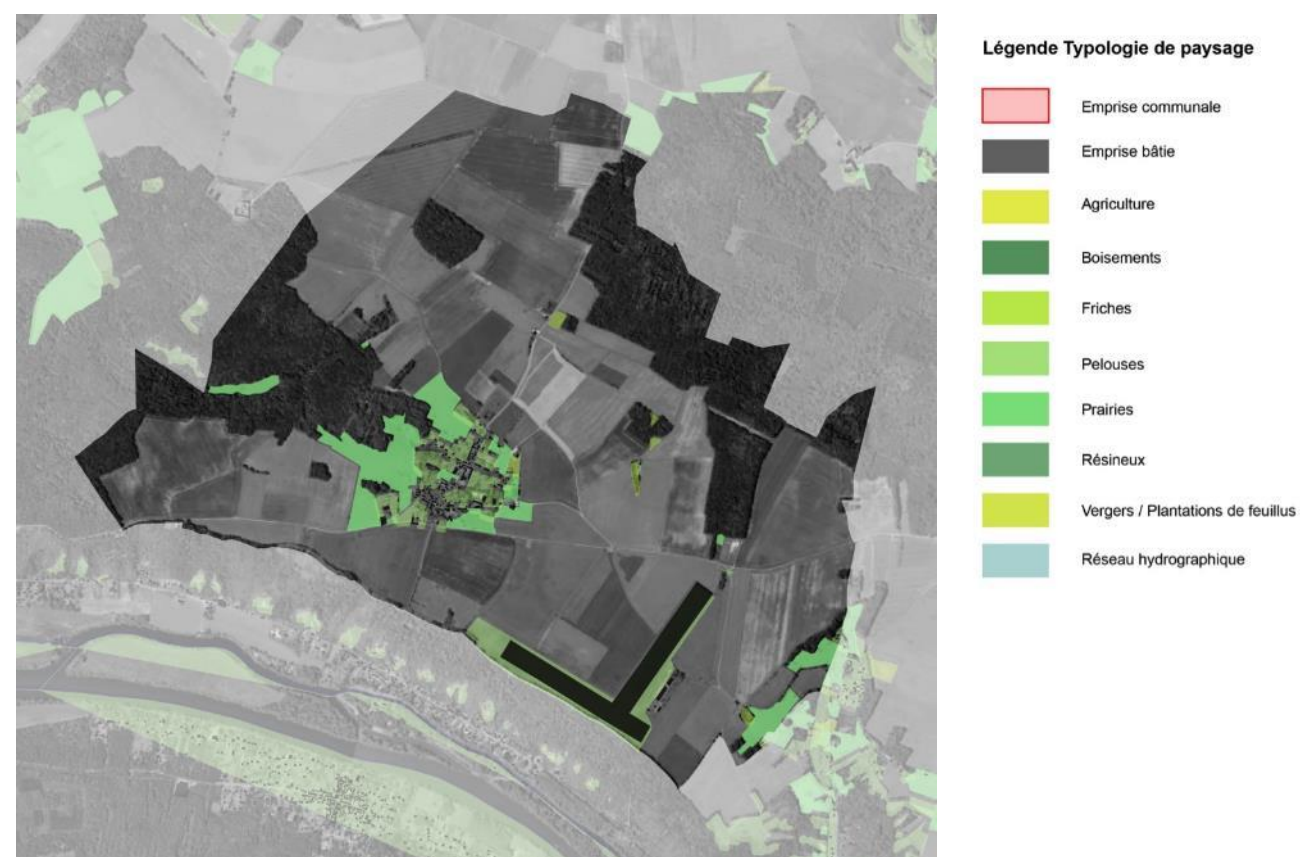 Légende Typologie de paysage
Emprise communale
Emprise bâtie
Agriculture
Boisements
Friches
Pelouses
Prairies
Résineux
Vergers / Plantations de feuillus
Réseau hydrographique